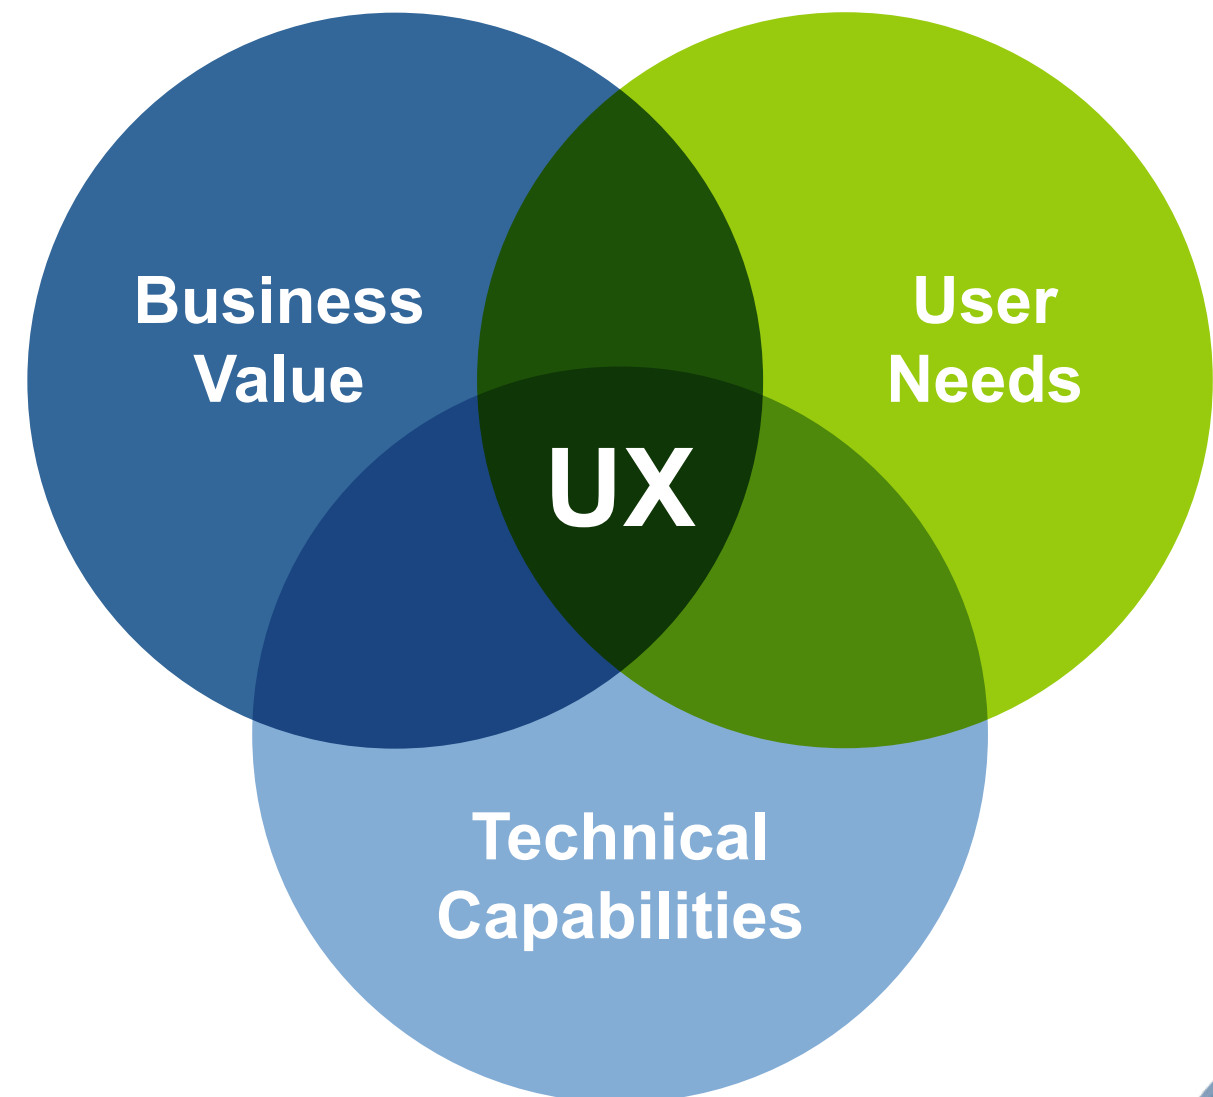 Business
Value
User
Needs
UX
Technical
Capabilities